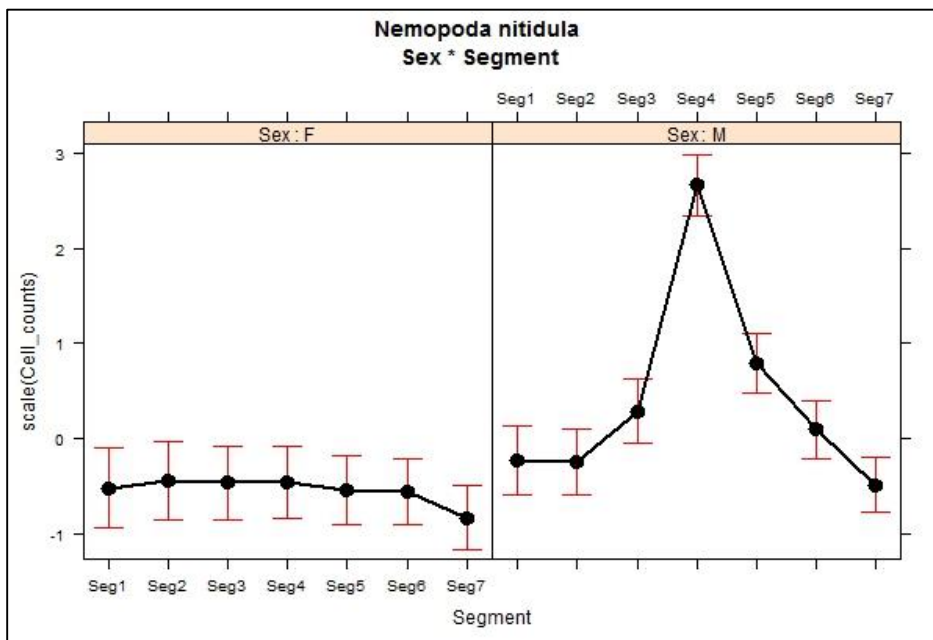 Nemopoda nitidula
Sex * Segment
Seg1 Seg2 Seg3 Seg4 Seg5 Seg6 Seg7
Sex : F
Sex : M
3
2
1
0
-1
scale(Cell_counts)
Seg1 Seg2 Seg3 Seg4 Seg5 Seg6 Seg7
Segment